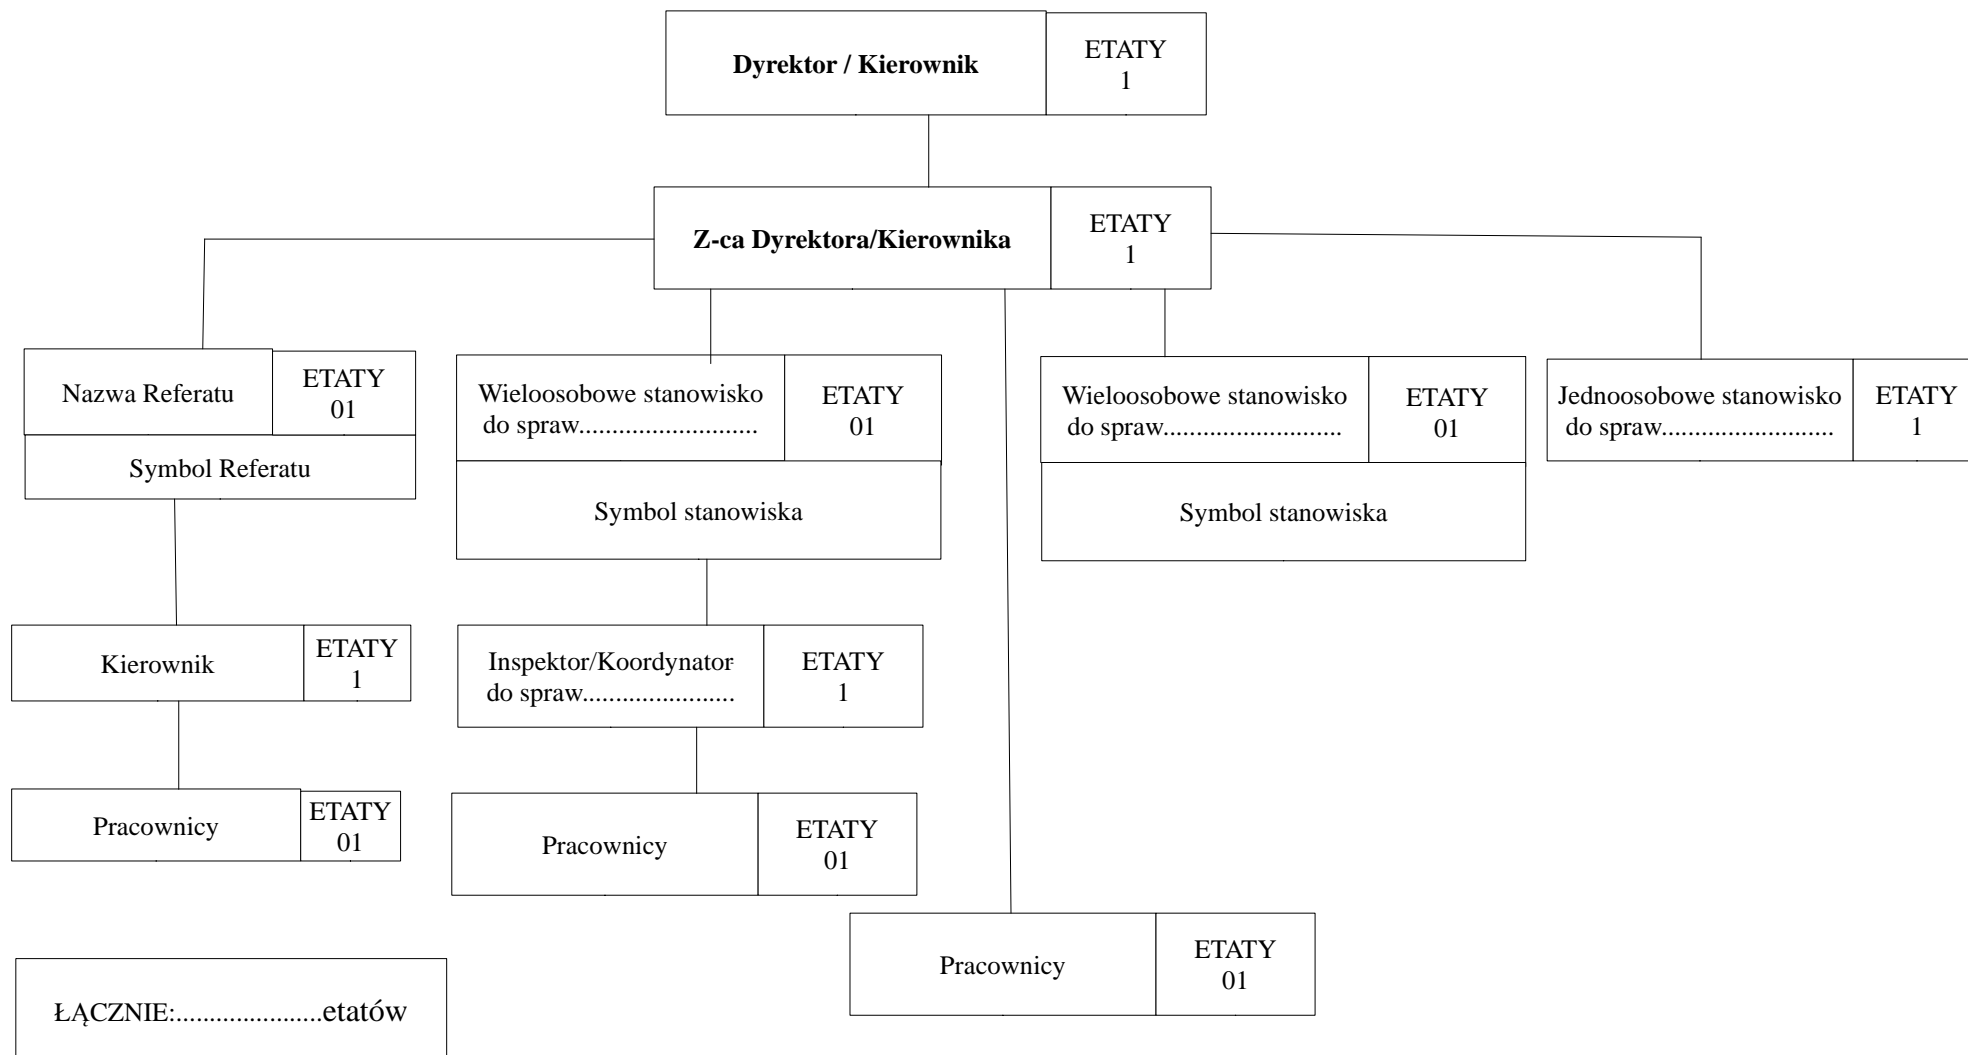 Dyrektor / Kierownik
ETATY
1
Z-ca Dyrektora/Kierownika
ETATY
1
Nazwa Referatu
ETATY
01
Symbol Referatu
Wieloosobowe stanowisko
do spraw...........................
ETATY
01
Symbol stanowiska
Wieloosobowe stanowisko
do spraw...........................
ETATY
01
Symbol stanowiska
Jednoosobowe stanowisko
do spraw..........................
ETATY
1
Kierownik
ETATY
1
Inspektor/Koordynator
do spraw.......................
ETATY
1
Pracownicy
ETATY
01
Pracownicy
ETATY
01
Pracownicy
ETATY
01
ŁĄCZNIE:......................etatów